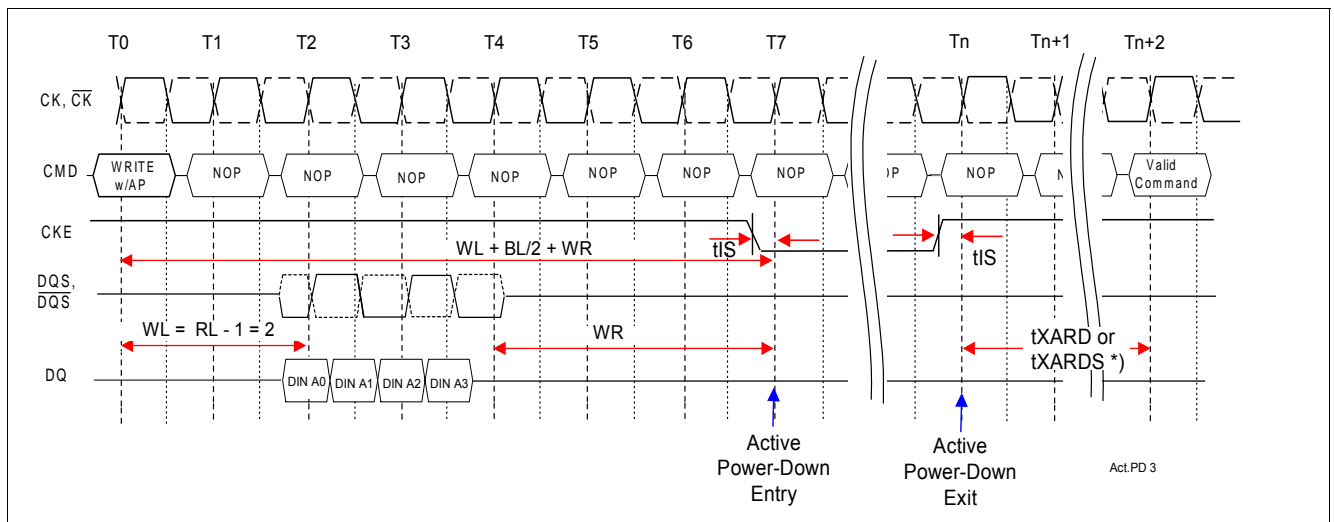 T0 T1 T2 T3 T4 T5 T6 T7 Tn Tn+1 Tn+2
CK, CK
CMD
WRITE w/AP
NOP
NOP
NOP
NOP
NOP
NOP
NOP
NOP
NOP
Valid Command
CKE
WL + BL/2 + WR
tIS
tIS
DQS,
DQS
WL = RL - 1 = 2
WR
tXARD or
tXARDS *)
DQ
DIN A0 DIN A1 DIN A2 DIN A3
Active
Power-Down
Entry
Active
Power-Down
Exit
Act.PD 3